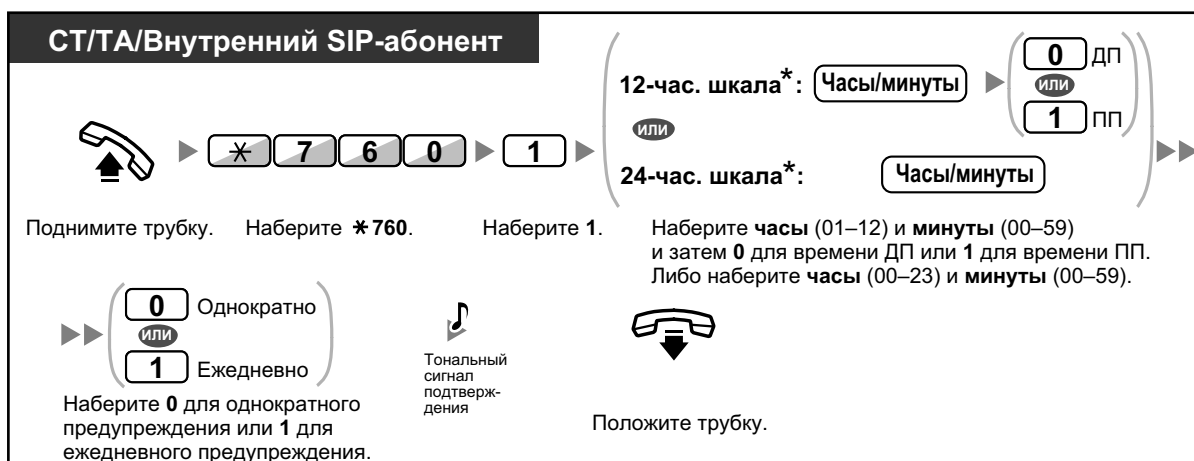 СТ/ТА/Внутренний SIP-абонент
12-час. шкала*: Часы/минуты
0 ДП
или
1 ПП
или
24-час. шкала*: Часы/минуты
* 7 6 0
1
Поднимите трубку.
Наберите *760.
Наберите 1.
Наберите часы (01–12) и минуты (00–59)
и затем 0 для времени ДП или 1 для времени ПП.
Либо наберите часы (00–23) и минуты (00–59).
0 Однократно
или
1 Ежедневно
Наберите 0 для однократного
предупреждения или 1 для
ежедневного предупреждения.
Тональный
сигнал
подтверж-
дения
Положите трубку.